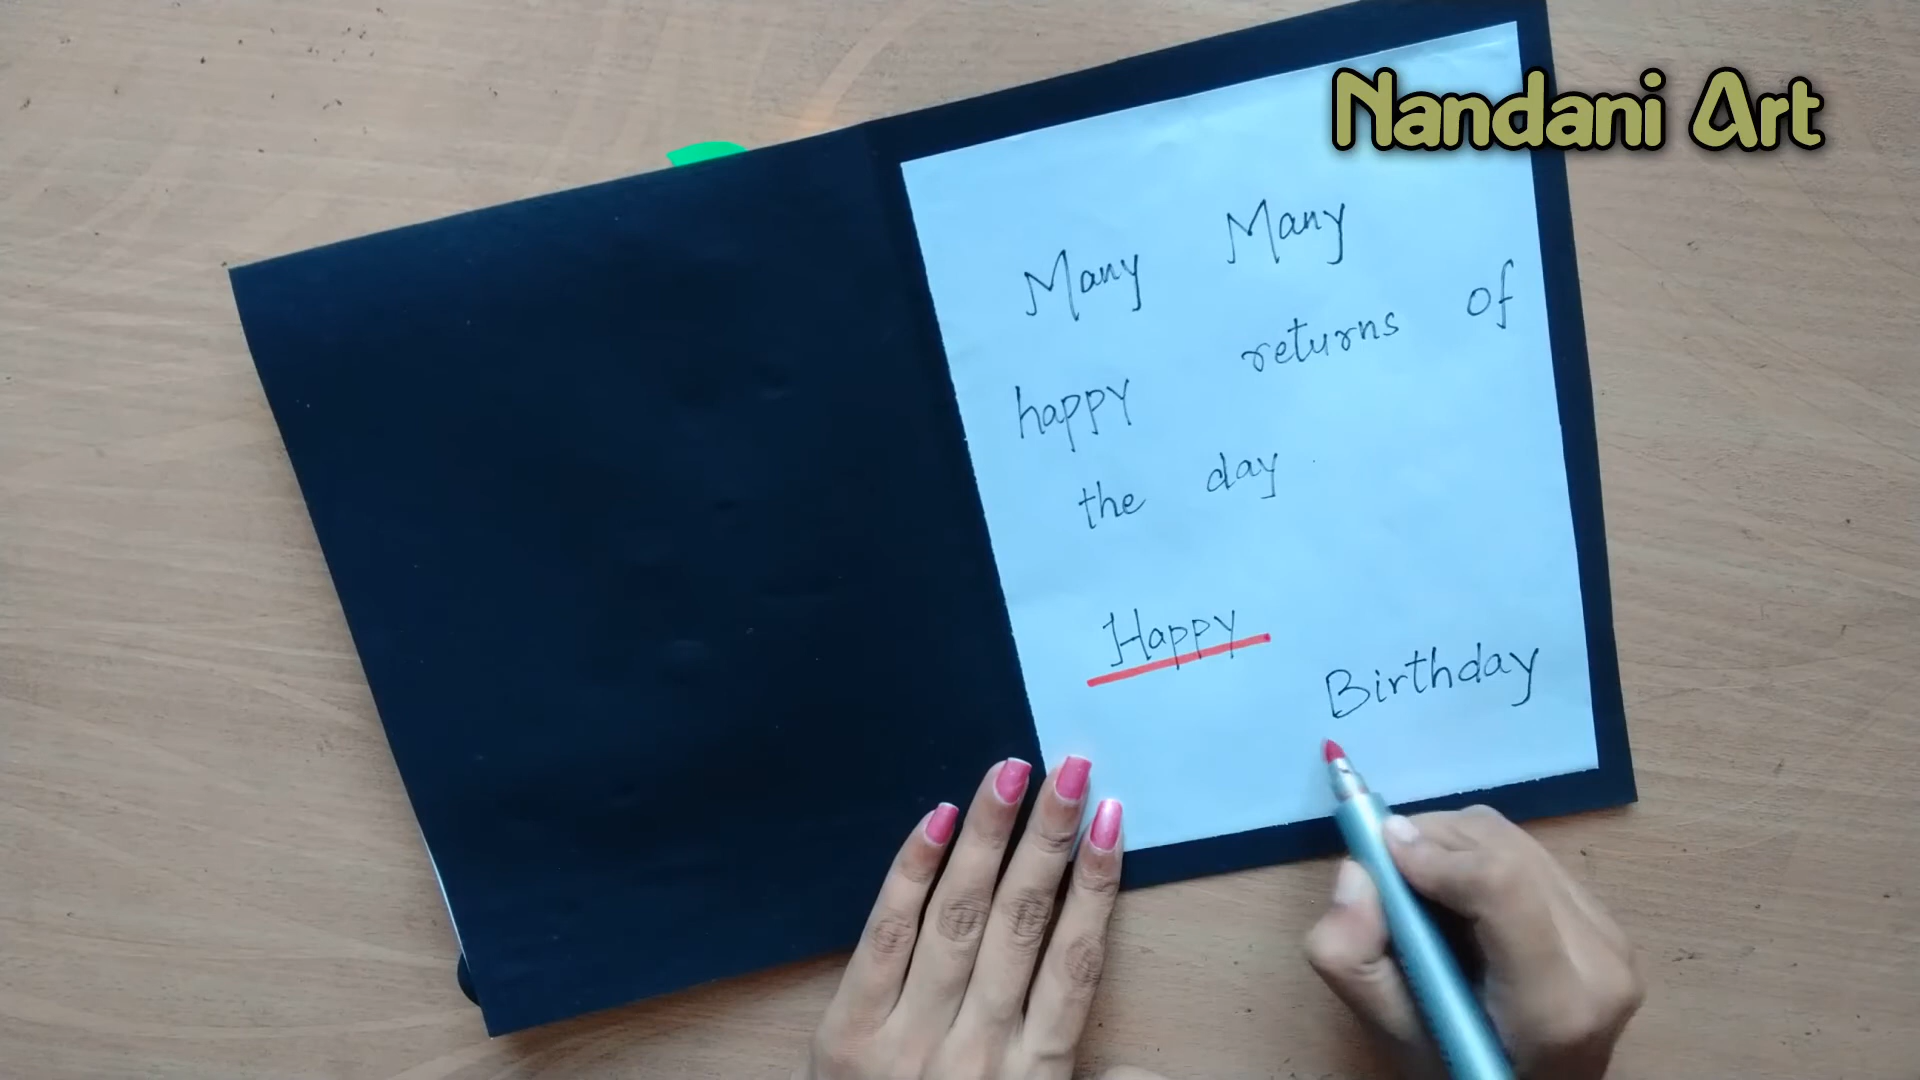 Nandani Art
Many Many
happy returns of
the day
Happy Birthday